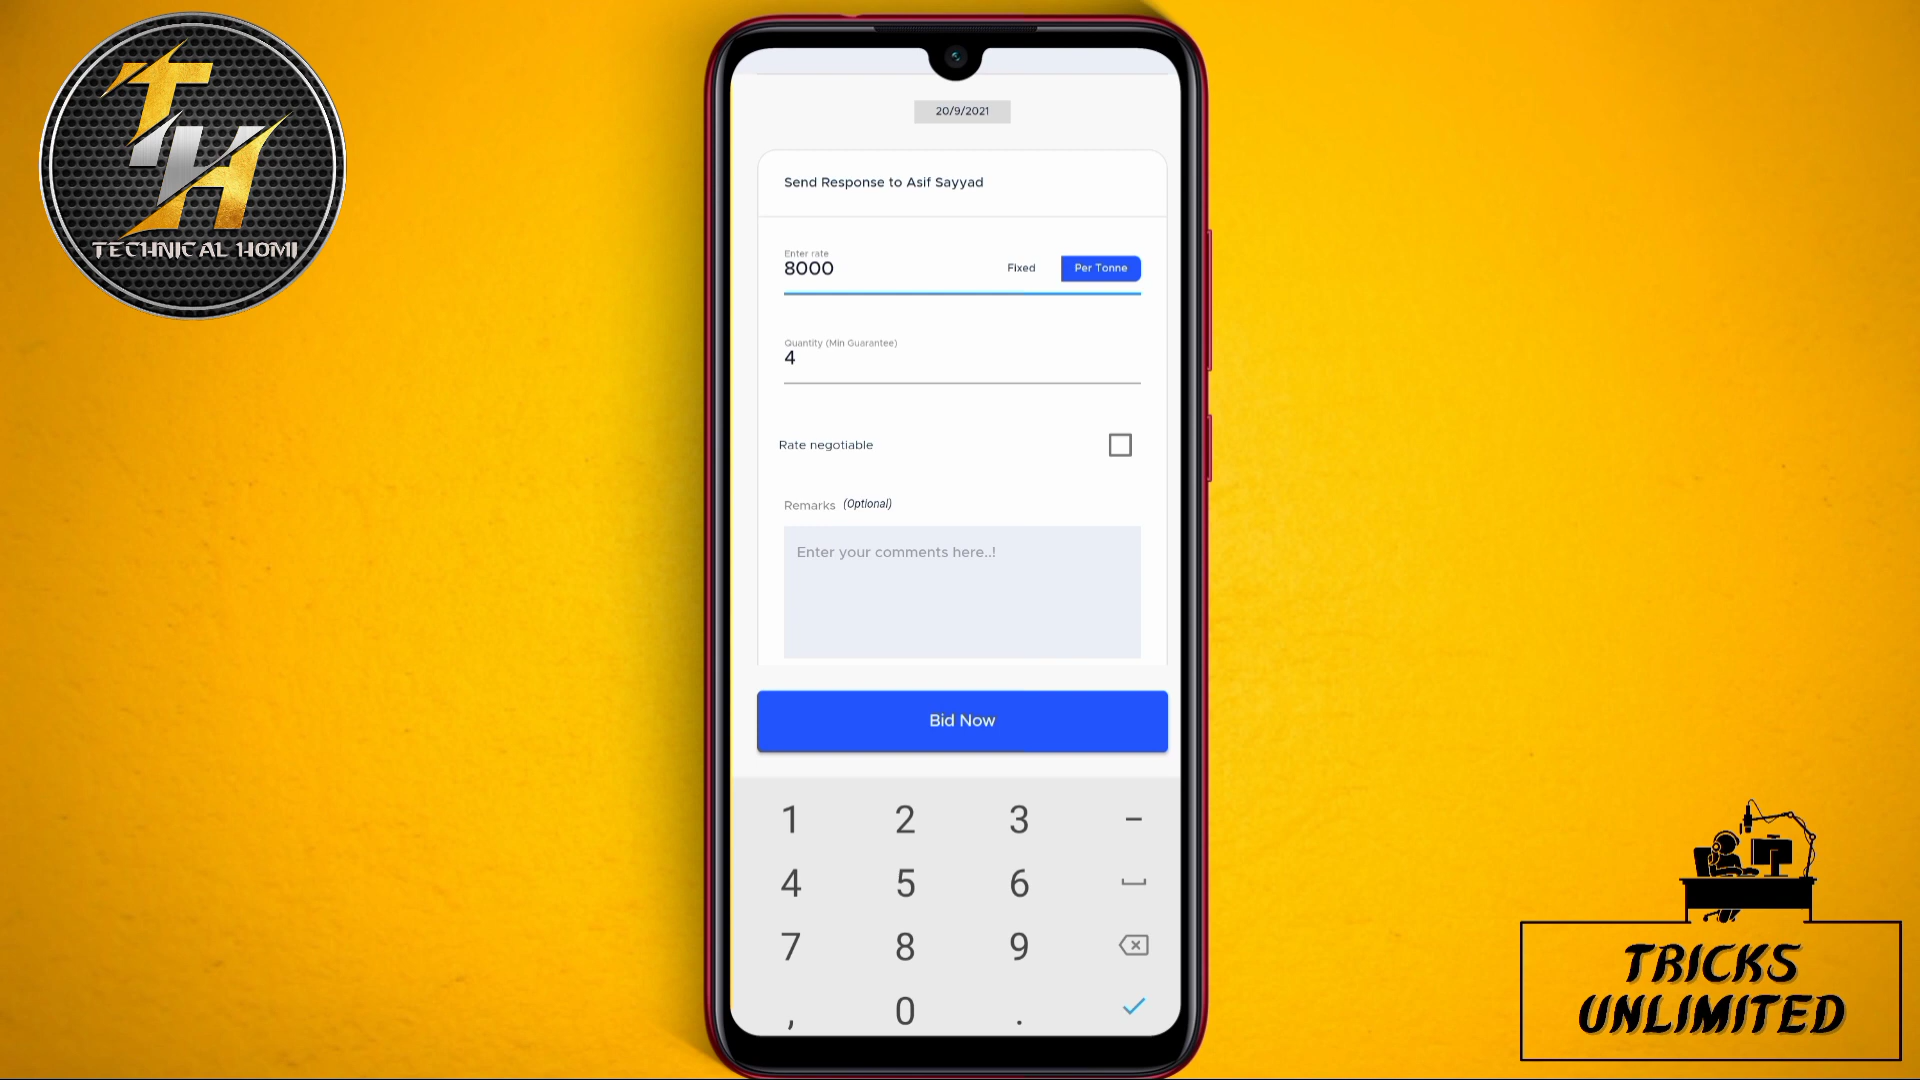 TH
TECHNICAL HOMI
20/9/2021
Send Response to Asif Sayyad
Enter rate
8000
Fixed
Per Tonne
Quantity (Min Guarantee)
4
Rate negotiable
Remarks (Optional)
Enter your comments here..!
Bid Now
1 2 3 –
4 5 6
7 8 9
, 0 .
TRICKS
UNLIMITED